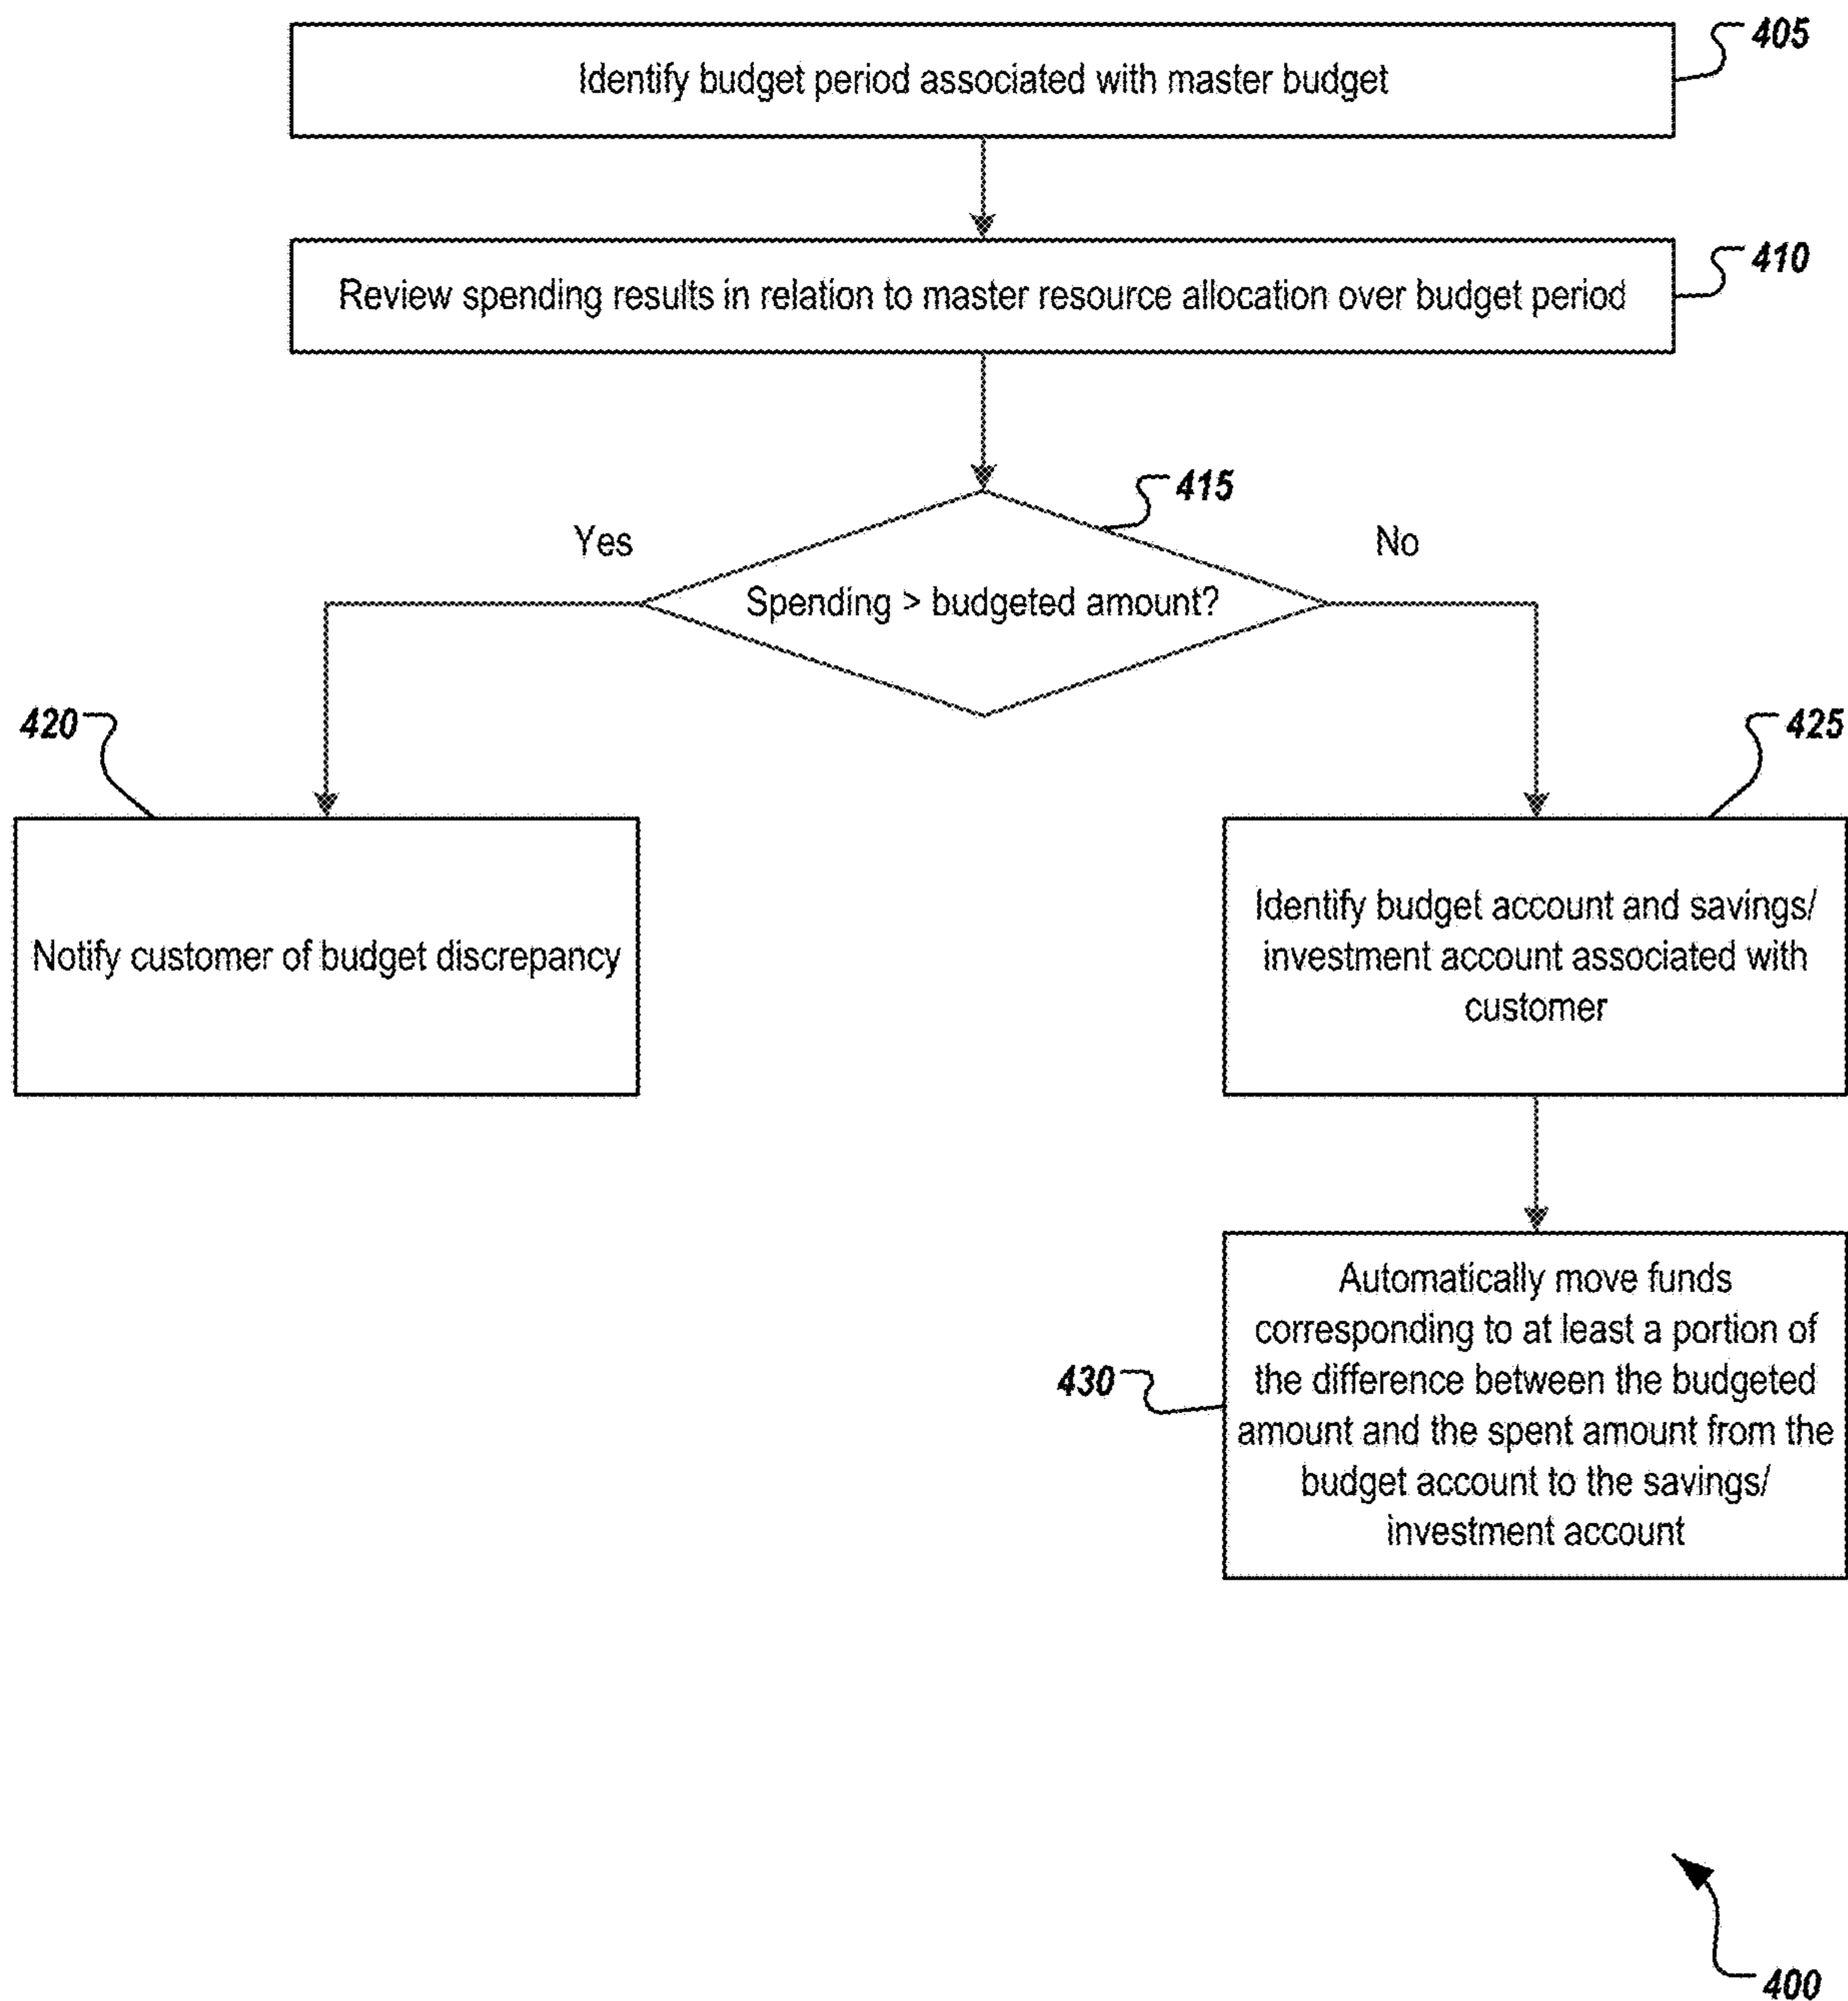 405
Identify budget period associated with master budget
410
Review spending results in relation to master resource allocation over budget period
415
Yes
No
Spending > budgeted amount?
420
425
Notify customer of budget discrepancy
Identify budget account and savings/
investment account associated with
customer
430
Automatically move funds
corresponding to at least a portion of
the difference between the budgeted
amount and the spent amount from the
budget account to the savings/
investment account
400